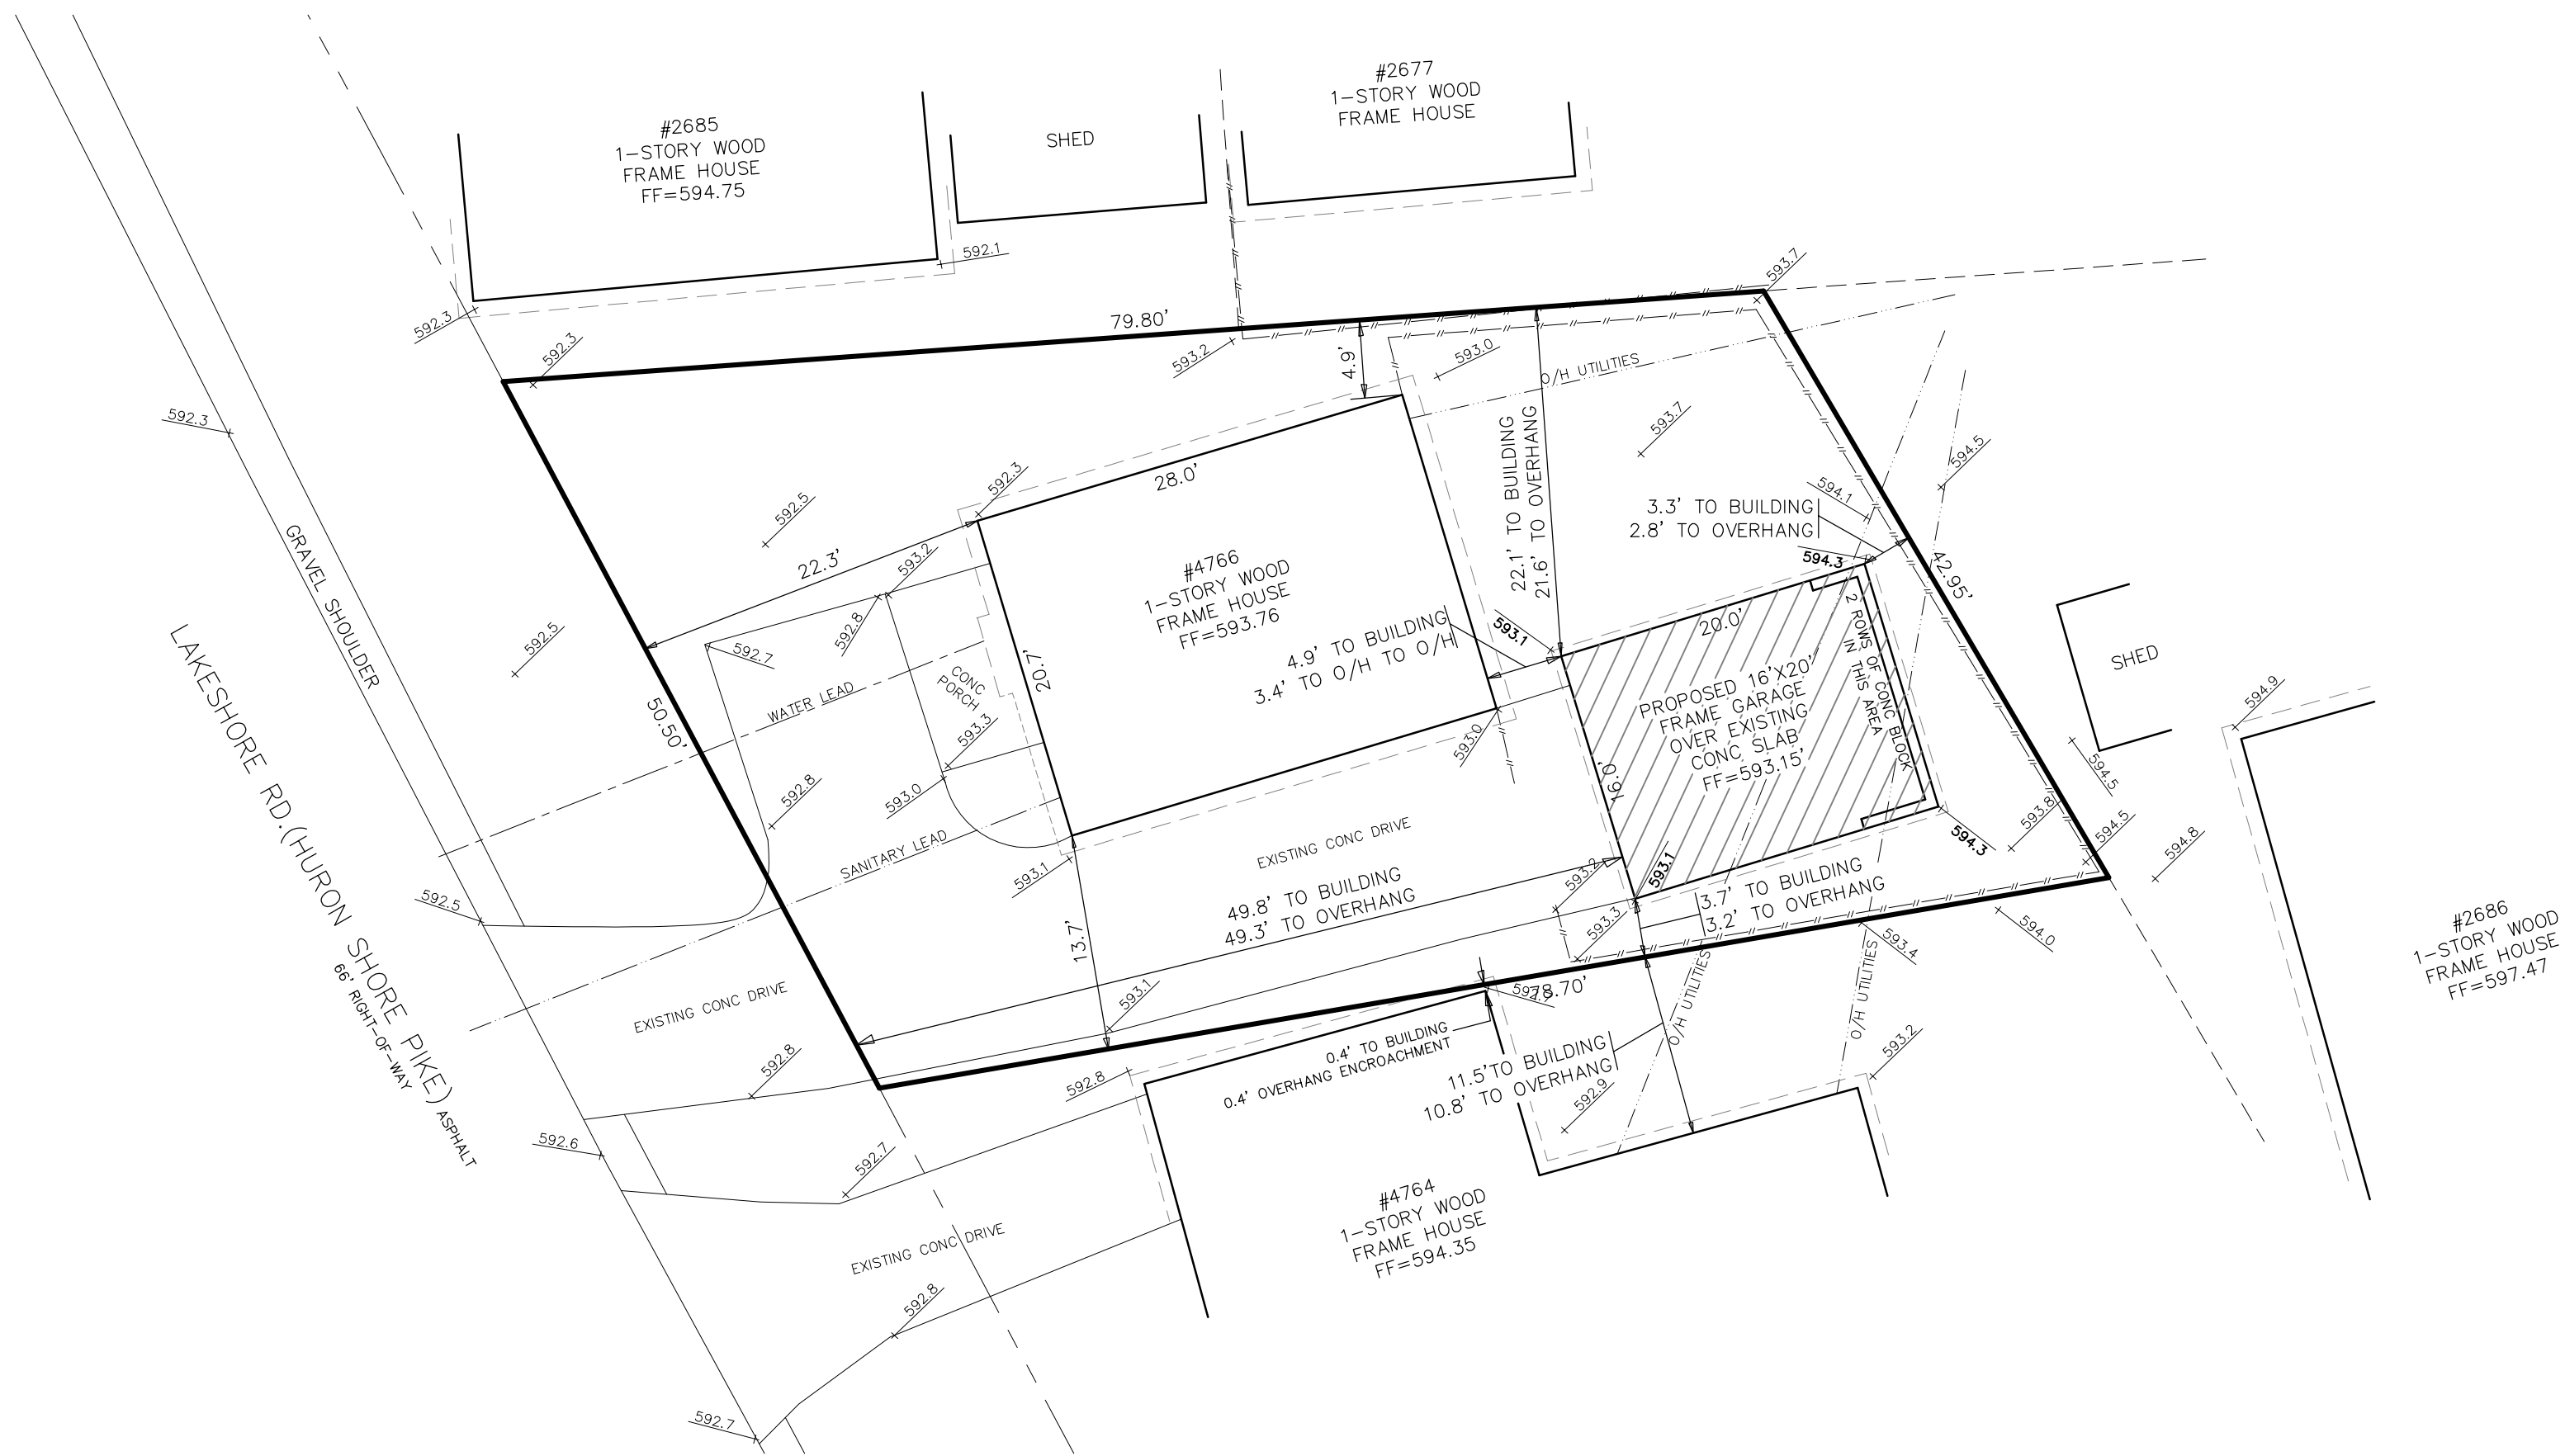 #2677
1-STORY WOOD
FRAME HOUSE
#2685
1-STORY WOOD
FRAME HOUSE
FF=594.75
SHED
592.1
593.7
592.3
592.3
79.80'
593.2
4.9'
593.0
O/H UTILITIES
592.3
593.7
594.5
22.1' TO BUILDING
21.6' TO OVERHANG
28.0'
592.3
594.1
3.3' TO BUILDING
2.8' TO OVERHANG
592.5
594.3
42.95'
GRAVEL SHOULDER
22.3'
593.2
#4766
1-STORY WOOD
FRAME HOUSE
FF=593.76
593.1
20.0'
2 ROWS OF CONC BLOCK
IN THIS AREA
592.8
592.5
592.7
4.9' TO BUILDING
3.4' TO O/H TO O/H
SHED
20.7'
CONC
PORCH
WATER LEAD
PROPOSED 16'X20'
FRAME GARAGE
OVER EXISTING
CONC SLAB
FF=593.15'
594.9
50.50'
593.3
593.0
16.0'
594.5
592.8
593.0
593.8
594.5
594.8
LAKESHORE RD.(HURON SHORE PIKE)
66' RIGHT-OF-WAY
ASPHALT
SANITARY LEAD
EXISTING CONC DRIVE
593.1
593.2
593.1
594.3
49.8' TO BUILDING
49.3' TO OVERHANG
3.7' TO BUILDING
3.2' TO OVERHANG
592.5
13.7'
593.3
593.4
594.0
#2686
1-STORY WOOD
FRAME HOUSE
FF=597.47
EXISTING CONC DRIVE
593.1
78.70'
O/H UTILITIES
O/H UTILITIES
0.4' TO BUILDING
0.4' OVERHANG ENCROACHMENT
11.5'TO BUILDING
10.8' TO OVERHANG
593.2
592.8
592.8
592.9
592.6
592.7
#4764
1-STORY WOOD
FRAME HOUSE
FF=594.35
EXISTING CONC DRIVE
592.8
592.7